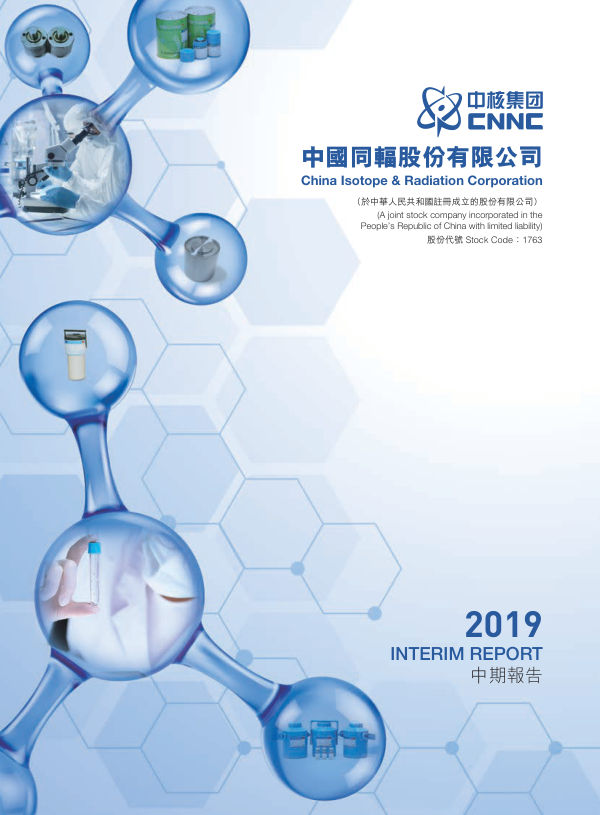 中核集团
CNNC
中國同輻股份有限公司
China Isotope & Radiation Corporation
（於中華人民共和國註冊成立的股份有限公司）
(A joint stock company incorporated in the
People's Republic of China with limited liability)
股份代號 Stock Code：1763
2019
INTERIM REPORT
中期報告